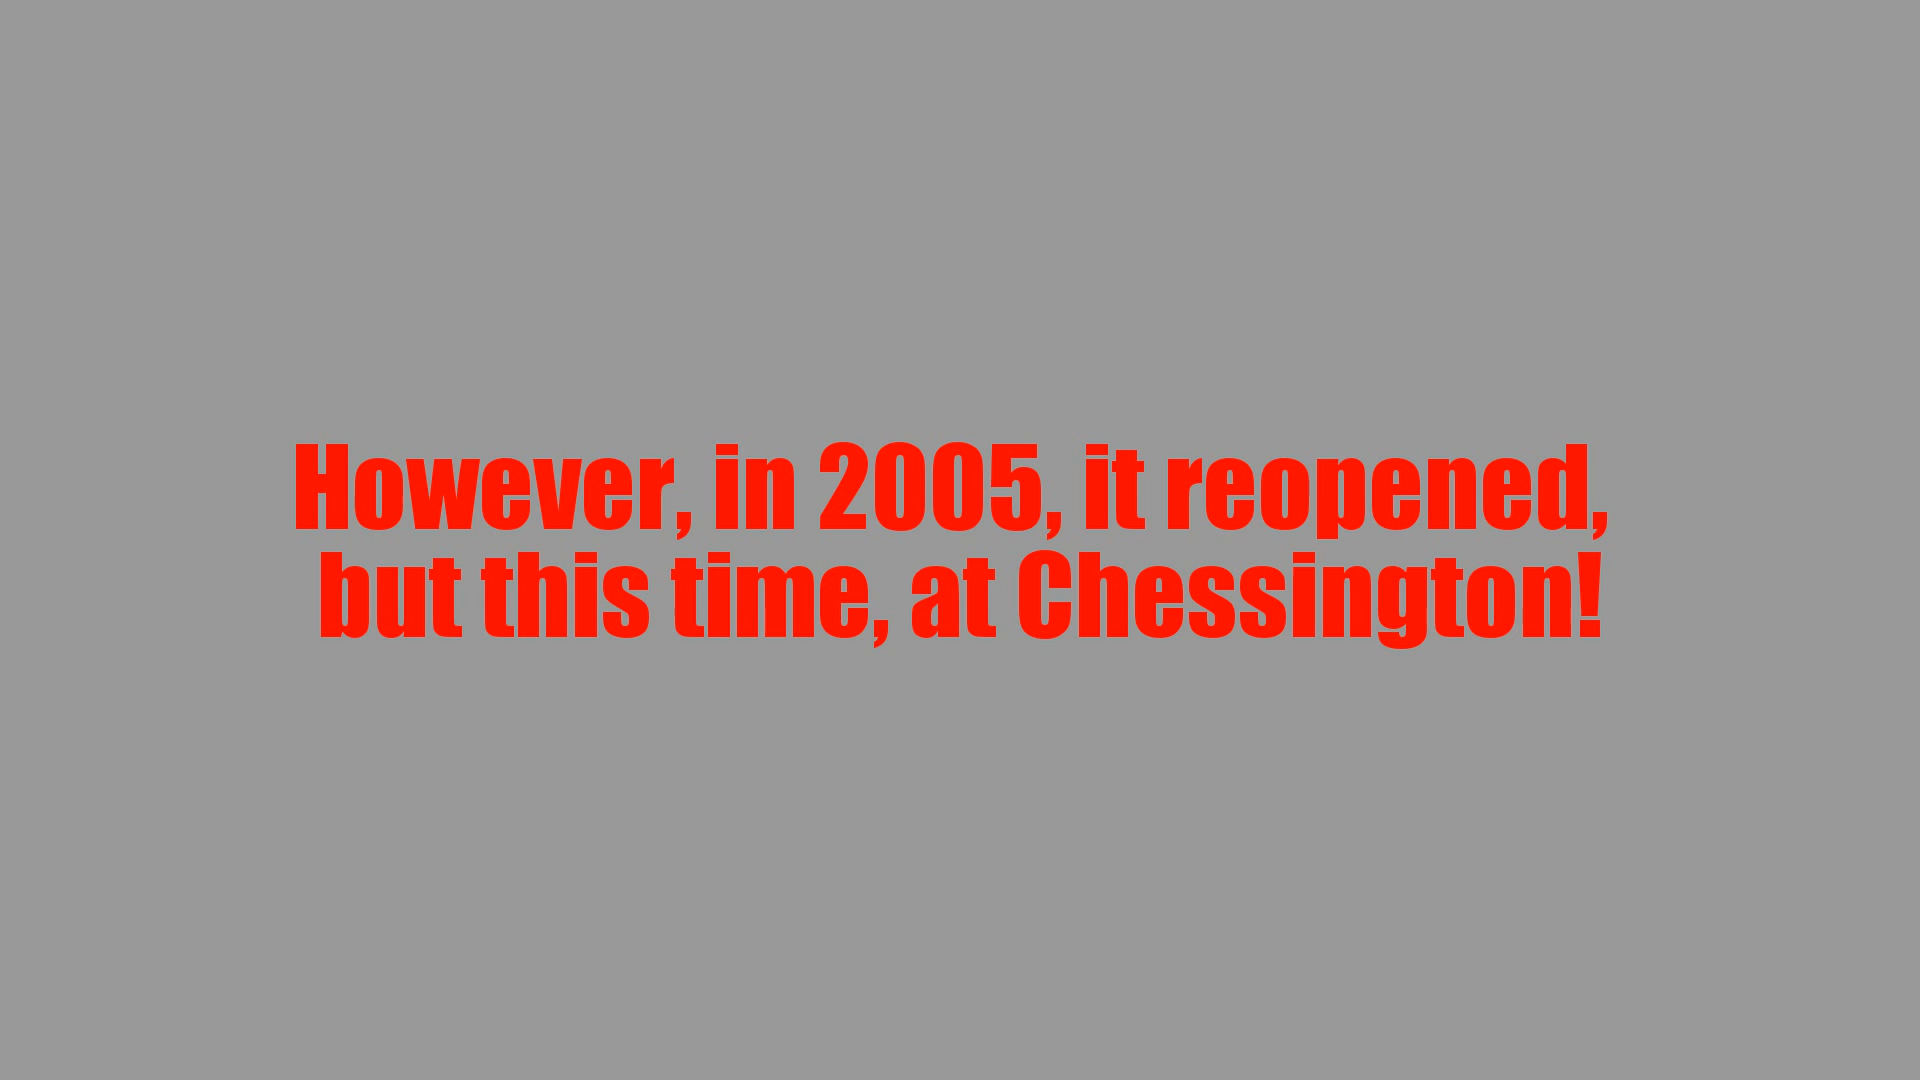 However, in 2005, it reopened,
but this time, at Chessington!